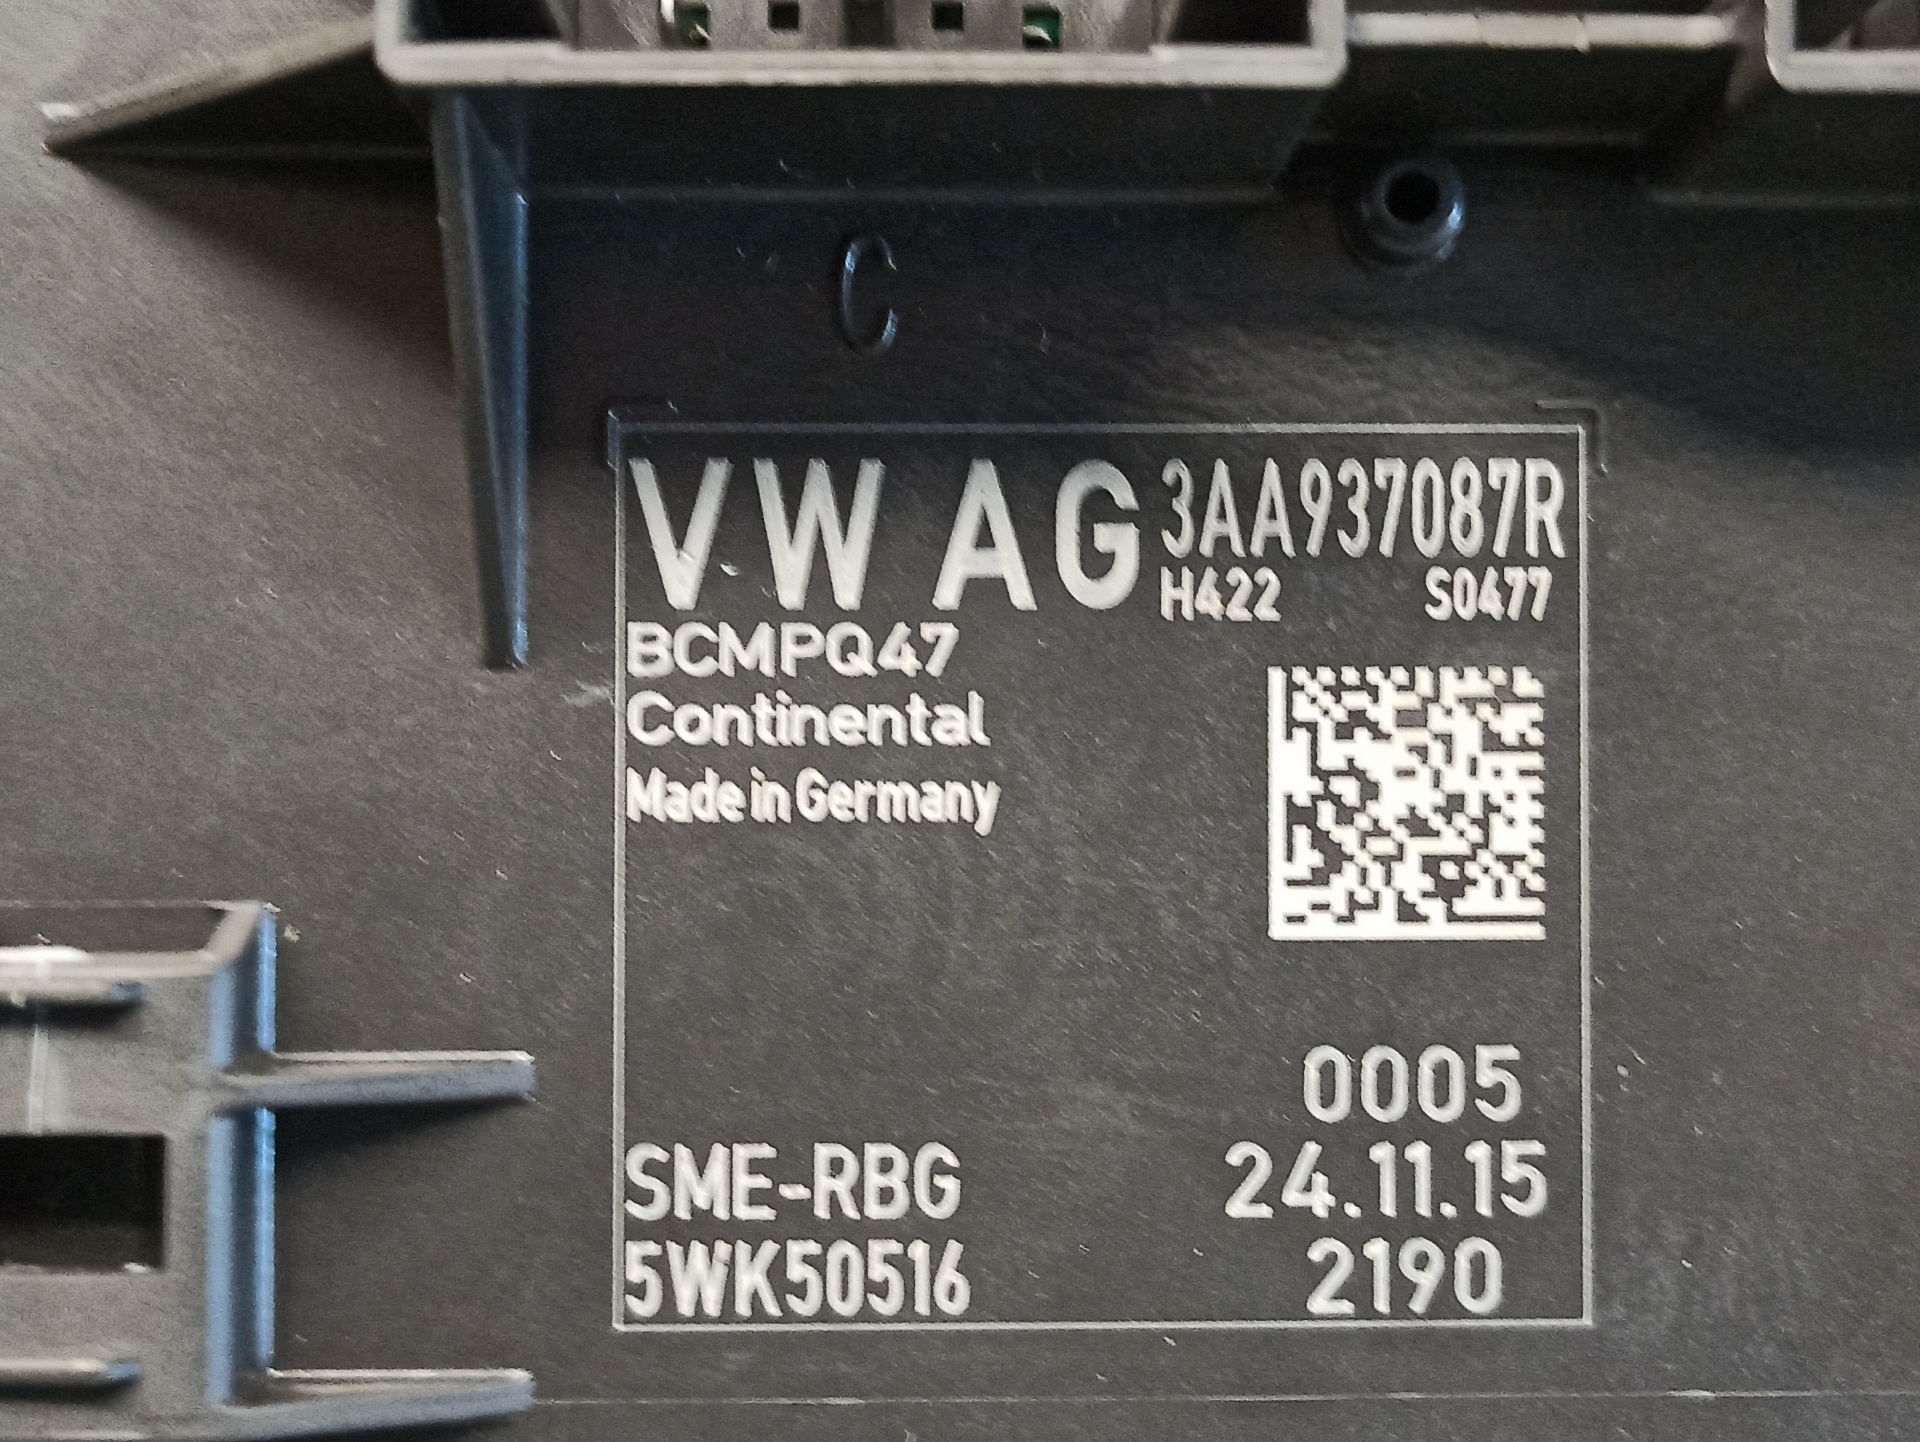 C
VW AG 3AA937087R
H422 S0477
BCMPQ47
Continental
Made in Germany
0005
SME-RBG 24.11.15
5WK50516 2190